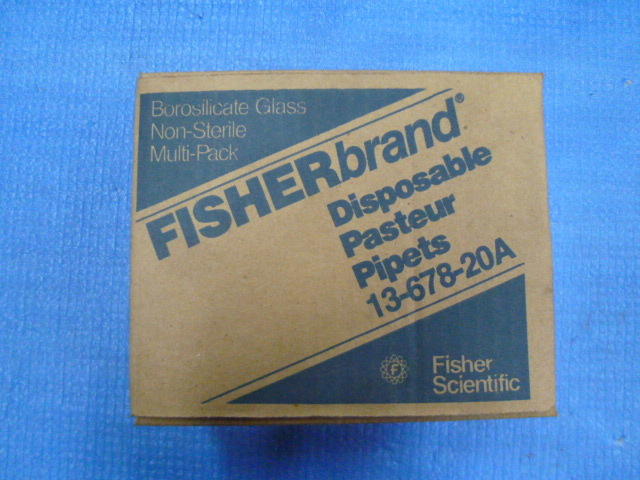 Borosilicate Glass
Non-Sterile
Multi-Pack
FISHERbrand®
Disposable
Pasteur
Pipets
13-678-20A
F
Fisher
Scientific